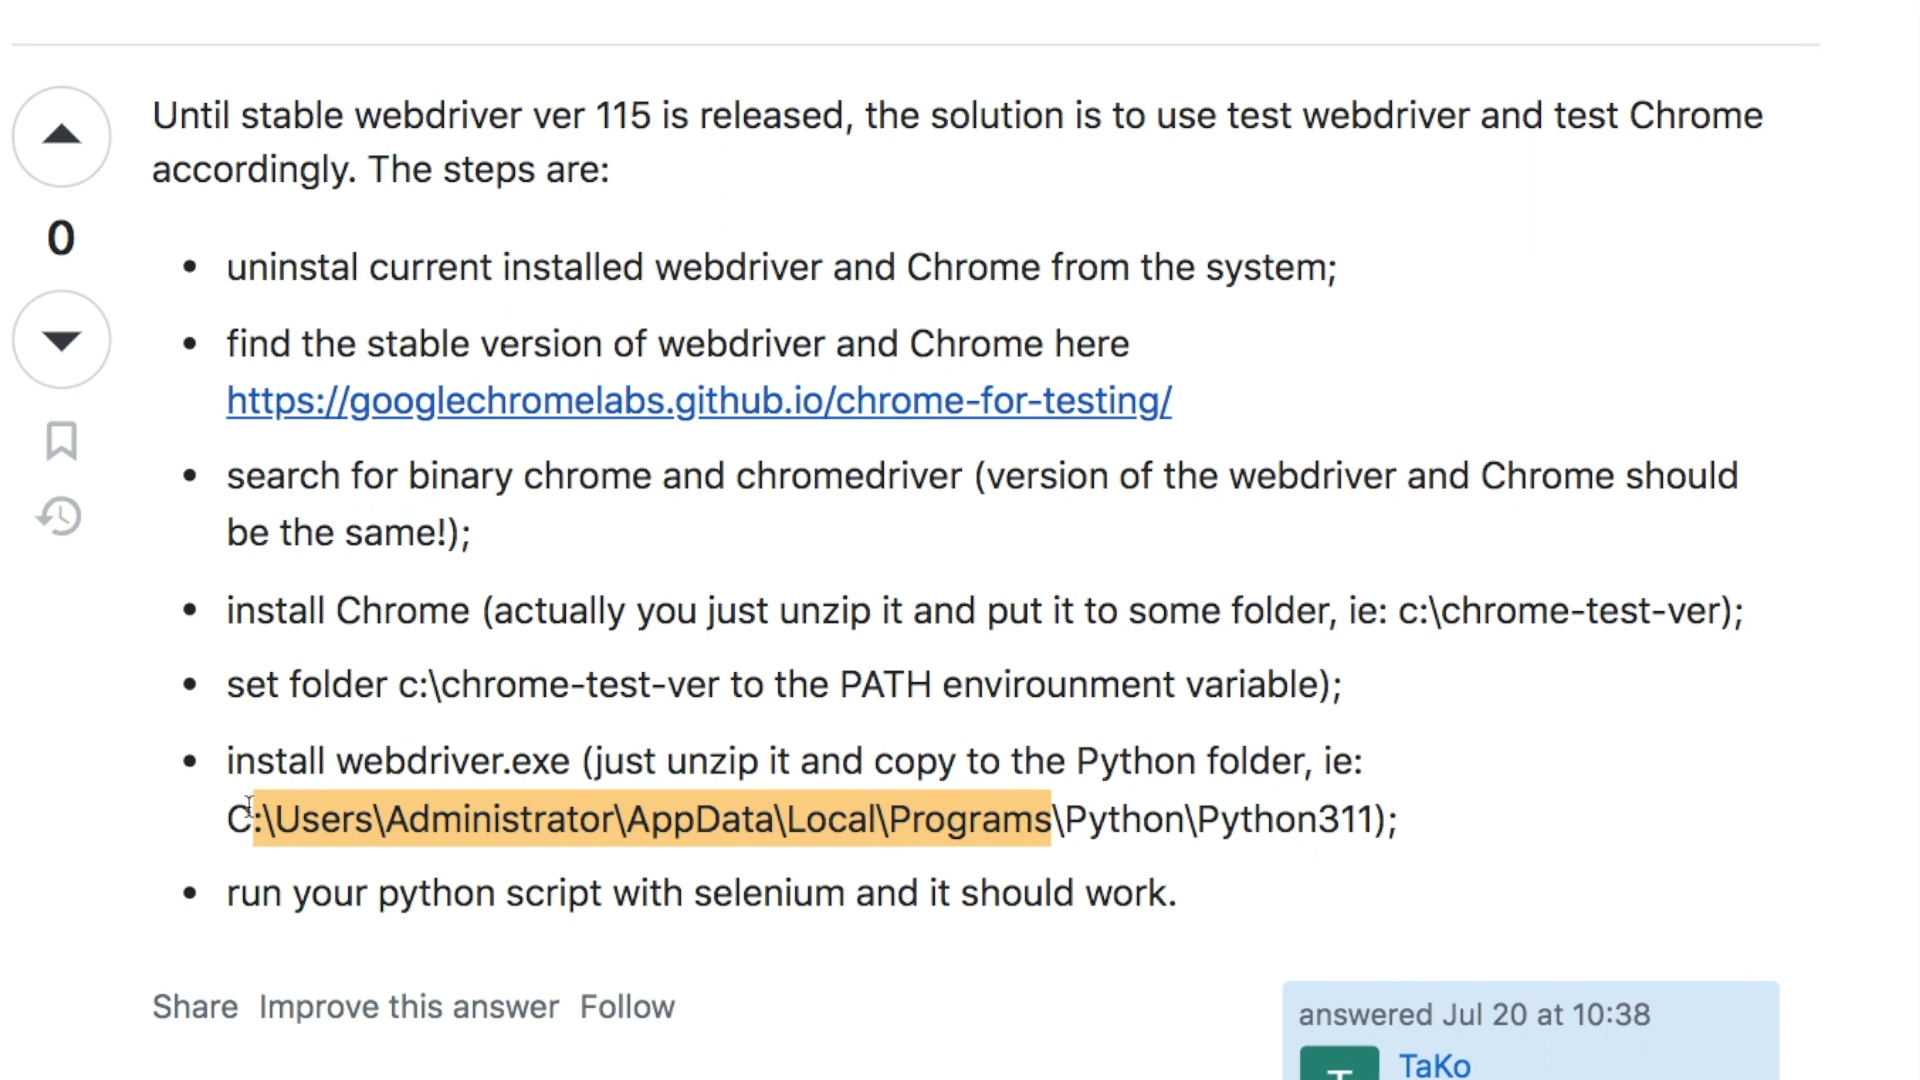 Until stable webdriver ver 115 is released, the solution is to use test webdriver and test Chrome
accordingly. The steps are:
0
• uninstal current installed webdriver and Chrome from the system;
• find the stable version of webdriver and Chrome here
https://googlechromelabs.github.io/chrome-for-testing/
• search for binary chrome and chromedriver (version of the webdriver and Chrome should
be the same!);
• install Chrome (actually you just unzip it and put it to some folder, ie: c:\chrome-test-ver);
• set folder c:\chrome-test-ver to the PATH envirounment variable);
• install webdriver.exe (just unzip it and copy to the Python folder, ie:
C:\Users\Administrator\AppData\Local\Programs\Python\Python311);
• run your python script with selenium and it should work.
Share Improve this answer Follow
answered Jul 20 at 10:38
TaKo